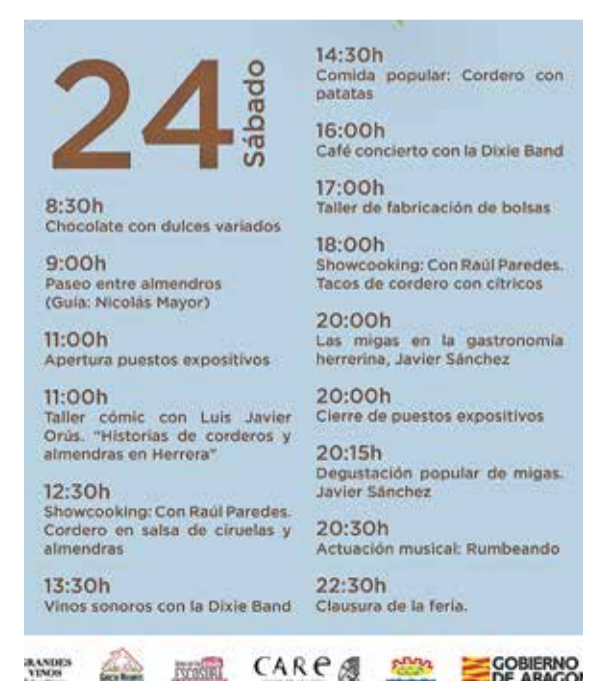 24
Sábado
8:30h
Chocolate con dulces variados
9:00h
Paseo entre almendros
(Guía: Nicolás Mayor)
11:00h
Apertura puestos expositivos
11:00h
Taller cómic con Luis Javier
Orús. “Historias de corderos y
almendras en Herrera”
12:30h
Showcooking: Con Raúl Paredes.
Cordero en salsa de ciruelas y
almendras
13:30h
Vinos sonoros con la Dixie Band
14:30h
Comida popular: Cordero con
patatas
16:00h
Café concierto con la Dixie Band
17:00h
Taller de fabricación de bolsas
18:00h
Showcooking: Con Raúl Paredes.
Tacos de cordero con cítricos
20:00h
Las migas en la gastronomía
herrerina, Javier Sánchez
20:00h
Cierre de puestos expositivos
20:15h
Degustación popular de migas.
Javier Sánchez
20:30h
Actuación musical: Rumbeando
22:30h
Clausura de la feria.
VINOS
ESCOSURA
CARe
GOBIERNO
DE ARAGON